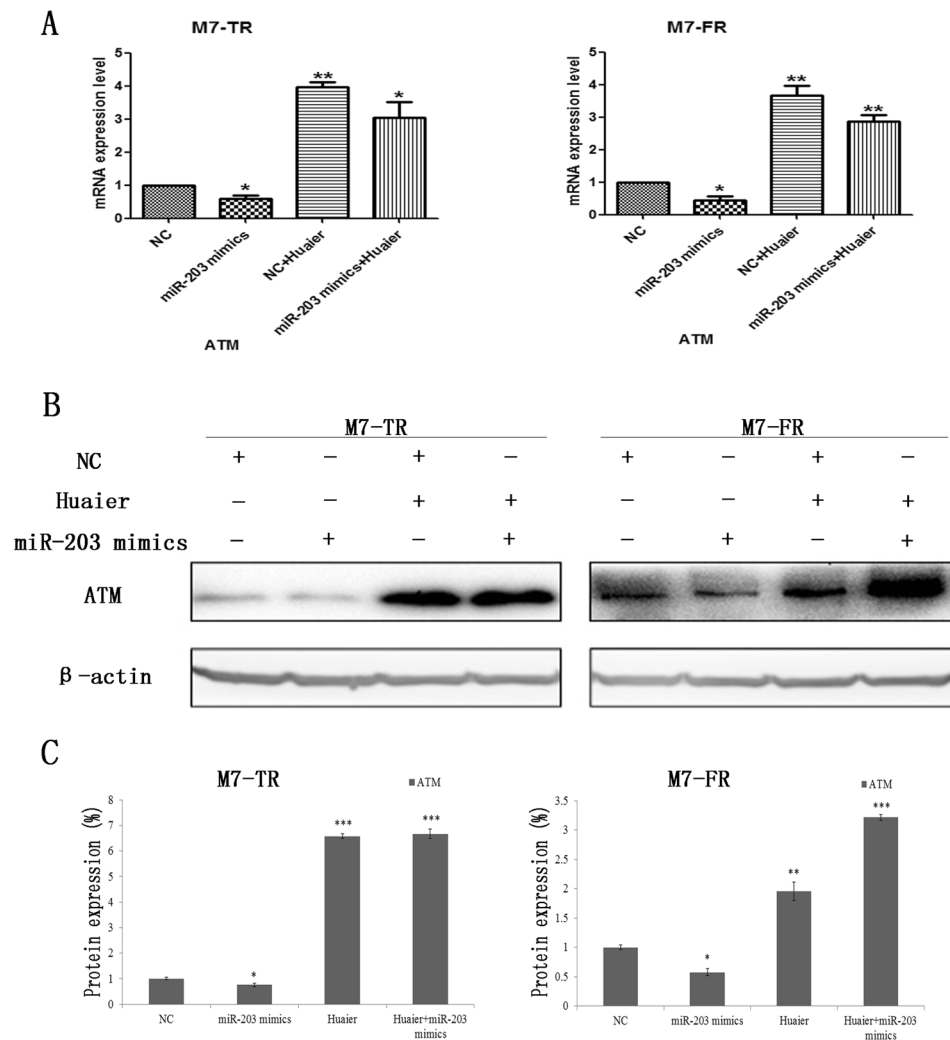 A
M7-TR
mRNA expression level
5
4
3
2
1
0
*
**
*
NC
miR-203 mimics
NC+Huaier
miR-203 mimics+Huaier
ATM
M7-FR
mRNA expression level
5
4
3
2
1
0
*
**
**
NC
miR-203 mimics
NC+Huaier
miR-203 mimics+Huaier
ATM
B
M7-TR M7-FR
NC + − + − + − + −
Huaier − − + + − − + +
miR-203 mimics − + − + − + − +
ATM
β-actin
C
M7-TR
ATM
Protein expression (%)
8
7
6
5
4
3
2
1
0
*
***
***
NC miR-203 mimics Huaier Huaier+miR-203
mimics
M7-FR
ATM
Protein expression (%)
3.5
3
2.5
2
1.5
1
0.5
0
*
**
***
NC miR-203 mimics Huaier Huaier+miR-203
mimics